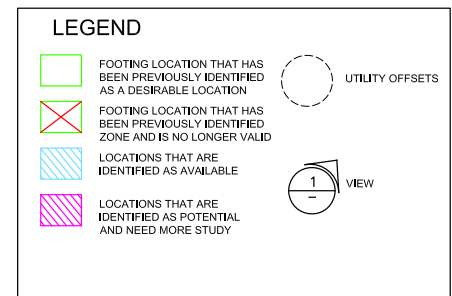 LEGEND
FOOTING LOCATION THAT HAS
BEEN PREVIOUSLY IDENTIFIED
AS A DESIRABLE LOCATION
FOOTING LOCATION THAT HAS
BEEN PREVIOUSLY IDENTIFIED
ZONE AND IS NO LONGER VALID
LOCATIONS THAT ARE
IDENTIFIED AS AVAILABLE
LOCATIONS THAT ARE
IDENTIFIED AS POTENTIAL
AND NEED MORE STUDY
UTILITY OFFSETS
1
–
VIEW